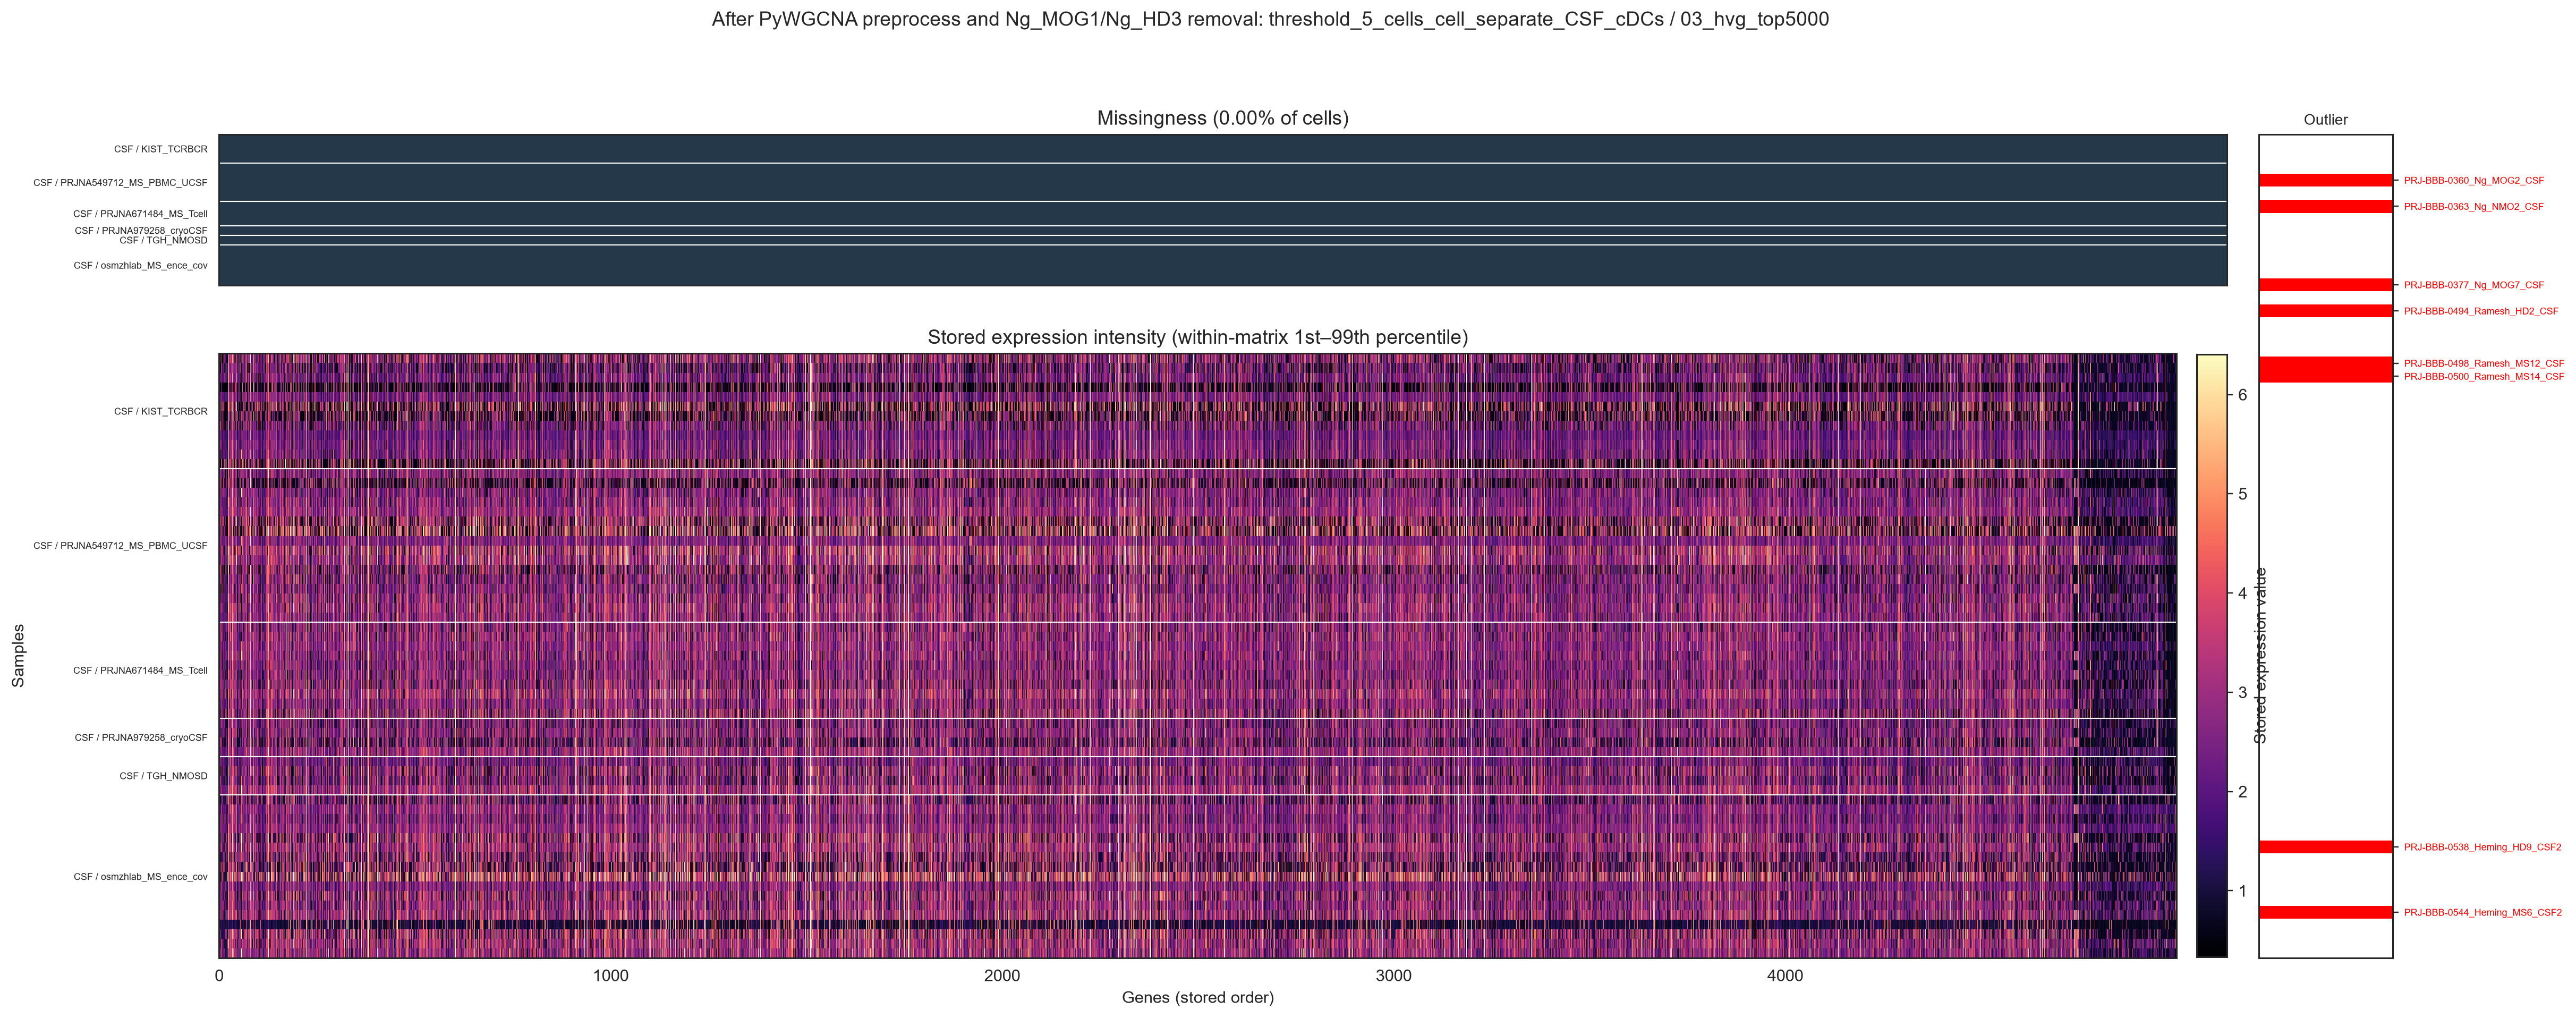 After PyWGCNA preprocess and Ng_MOG1/Ng_HD3 removal: threshold_5_cells_cell_separate_CSF_cDCs / 03_hvg_top5000
Missingness (0.00% of cells)
CSF / KIST_TCRBCR
CSF / PRJNA549712_MS_PBMC_UCSF
CSF / PRJNA671484_MS_Tcell
CSF / PRJNA979258_cryoCSF
CSF / TGH_NMOSD
CSF / osmzhlab_MS_ence_cov
Outlier
PRJ-BBB-0360_Ng_MOG2_CSF
PRJ-BBB-0363_Ng_NMO2_CSF
PRJ-BBB-0377_Ng_MOG7_CSF
PRJ-BBB-0494_Ramesh_HD2_CSF
PRJ-BBB-0498_Ramesh_MS12_CSF
PRJ-BBB-0500_Ramesh_MS14_CSF
PRJ-BBB-0538_Heming_HD9_CSF2
PRJ-BBB-0544_Heming_MS6_CSF2
Stored expression intensity (within-matrix 1st–99th percentile)
Samples
CSF / KIST_TCRBCR
CSF / PRJNA549712_MS_PBMC_UCSF
CSF / PRJNA671484_MS_Tcell
CSF / PRJNA979258_cryoCSF
CSF / TGH_NMOSD
CSF / osmzhlab_MS_ence_cov
0 1000 2000 3000 4000
Genes (stored order)
6
5
4
3
2
1
Stored expression value